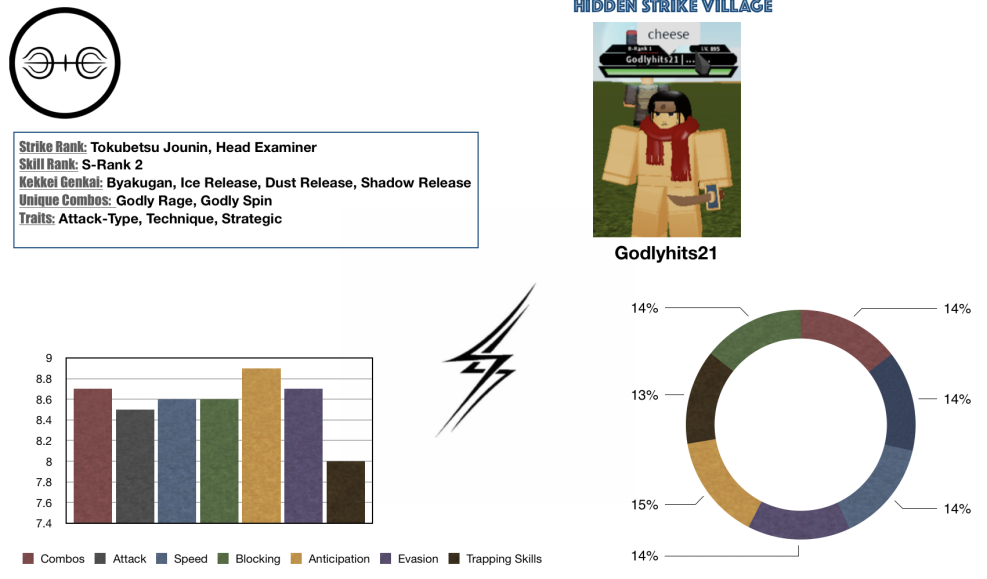 HIDDEN STRIKE VILLAGE
cheese
S-Rank 1
Godlyhits21 | ...
Strike Rank: Tokubetsu Jounin, Head Examiner
Skill Rank: S-Rank 2
Kekkei Genkai: Byakugan, Ice Release, Dust Release, Shadow Release
Unique Combos: Godly Rage, Godly Spin
Traits: Attack-Type, Technique, Strategic
Godlyhits21
9
8.8
8.6
8.4
8.2
8
7.8
7.6
7.4
Combos Attack Speed Blocking Anticipation Evasion Trapping Skills
14%
14%
13%
14%
15%
14%
14%